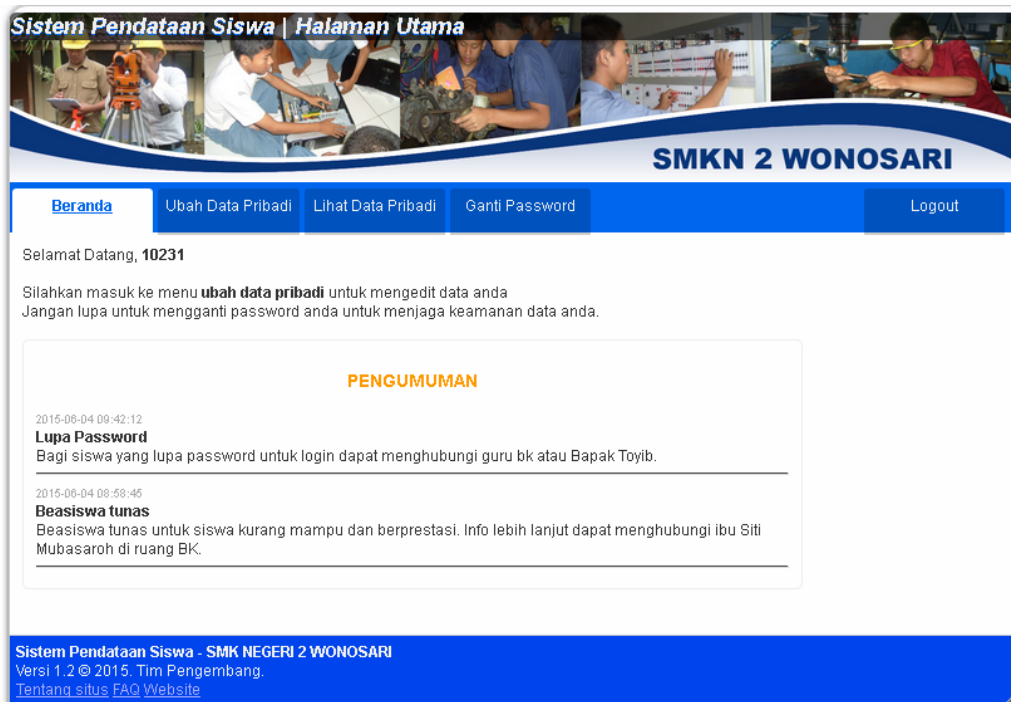 Sistem Pendataan Siswa | Halaman Utama
SMKN 2 WONOSARI
Beranda
Ubah Data Pribadi
Lihat Data Pribadi
Ganti Password
Logout
Selamat Datang, 10231
Silahkan masuk ke menu ubah data pribadi untuk mengedit data anda
Jangan lupa untuk mengganti password anda untuk menjaga keamanan data anda.
PENGUMUMAN
2015-06-04 09:42:12
Lupa Password
Bagi siswa yang lupa password untuk login dapat menghubungi guru bk atau Bapak Toyib.
2015-06-04 08:58:45
Beasiswa tunas
Beasiswa tunas untuk siswa kurang mampu dan berprestasi. Info lebih lanjut dapat menghubungi ibu Siti
Mubasaroh di ruang BK.
Sistem Pendataan Siswa - SMK NEGERI 2 WONOSARI
Versi 1.2 © 2015. Tim Pengembang.
Tentang situs FAQ Website